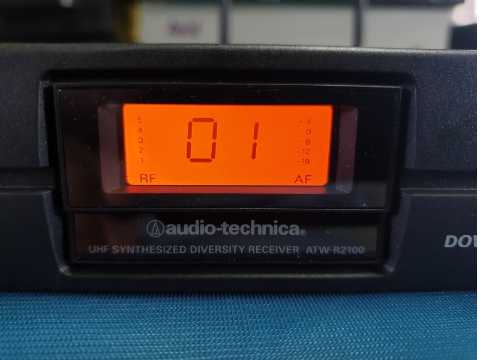 5 +4
4 0
3 -6
2 -12
1 -18
01
RF AF
audio-technica®
UHF SYNTHESIZED DIVERSITY RECEIVER ATW-R2100